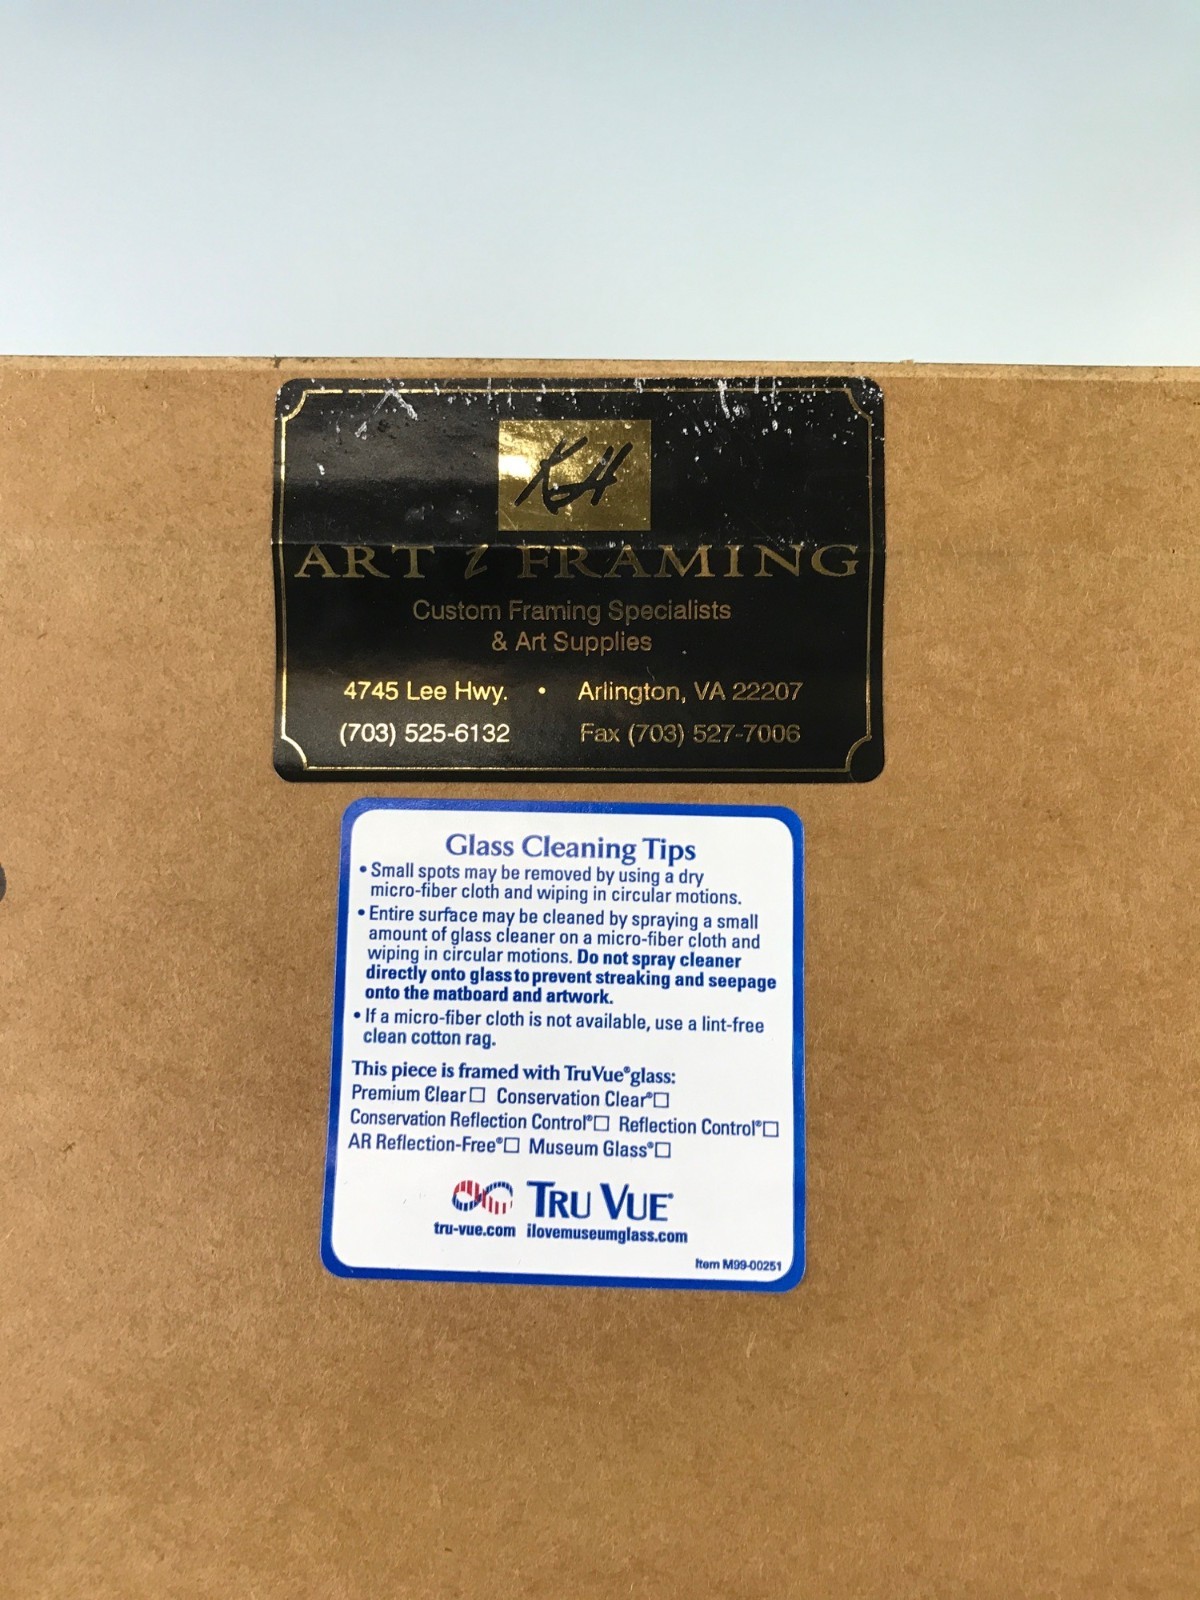 KH
ART & FRAMING
Custom Framing Specialists
& Art Supplies
4745 Lee Hwy. • Arlington, VA 22207
(703) 525-6132 Fax (703) 527-7006
Glass Cleaning Tips
• Small spots may be removed by using a dry
micro-fiber cloth and wiping in circular motions.
• Entire surface may be cleaned by spraying a small
amount of glass cleaner on a micro-fiber cloth and
wiping in circular motions. Do not spray cleaner
directly onto glass to prevent streaking and seepage
onto the matboard and artwork.
• If a micro-fiber cloth is not available, use a lint-free
clean cotton rag.
This piece is framed with Tru Vue® glass:
Premium Clear☐ Conservation Clear®☐
Conservation Reflection Control®☐ Reflection Control®☐
AR Reflection-Free®☐ Museum Glass®☐
TRU VUE®
tru-vue.com ilovemuseumglass.com
Item M99-00251